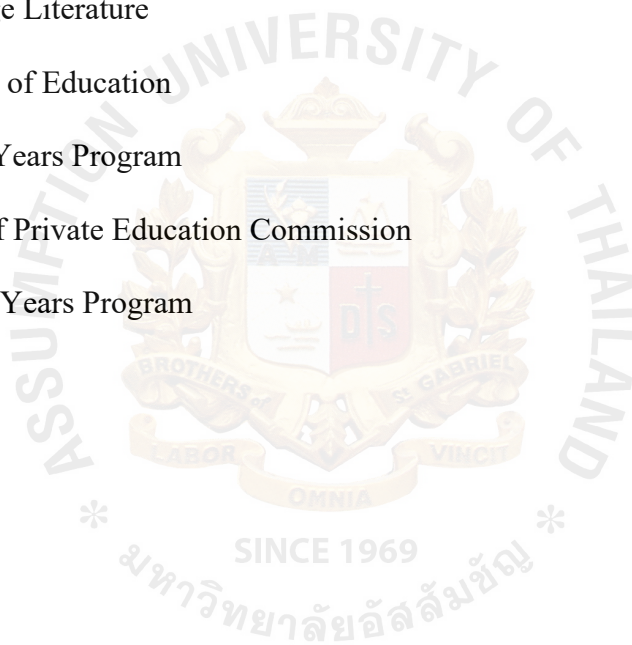 e Literature
of Education
Years Program
f Private Education Commission
Years Program
ASSUMPTION UNIVERSITY OF THAILAND
A M
D S
BROTHERS of ST GABRIEL
LABOR OMNIA VINCIT
SINCE 1969
* มหาวิทยาลัยอัสสัมชัญ *